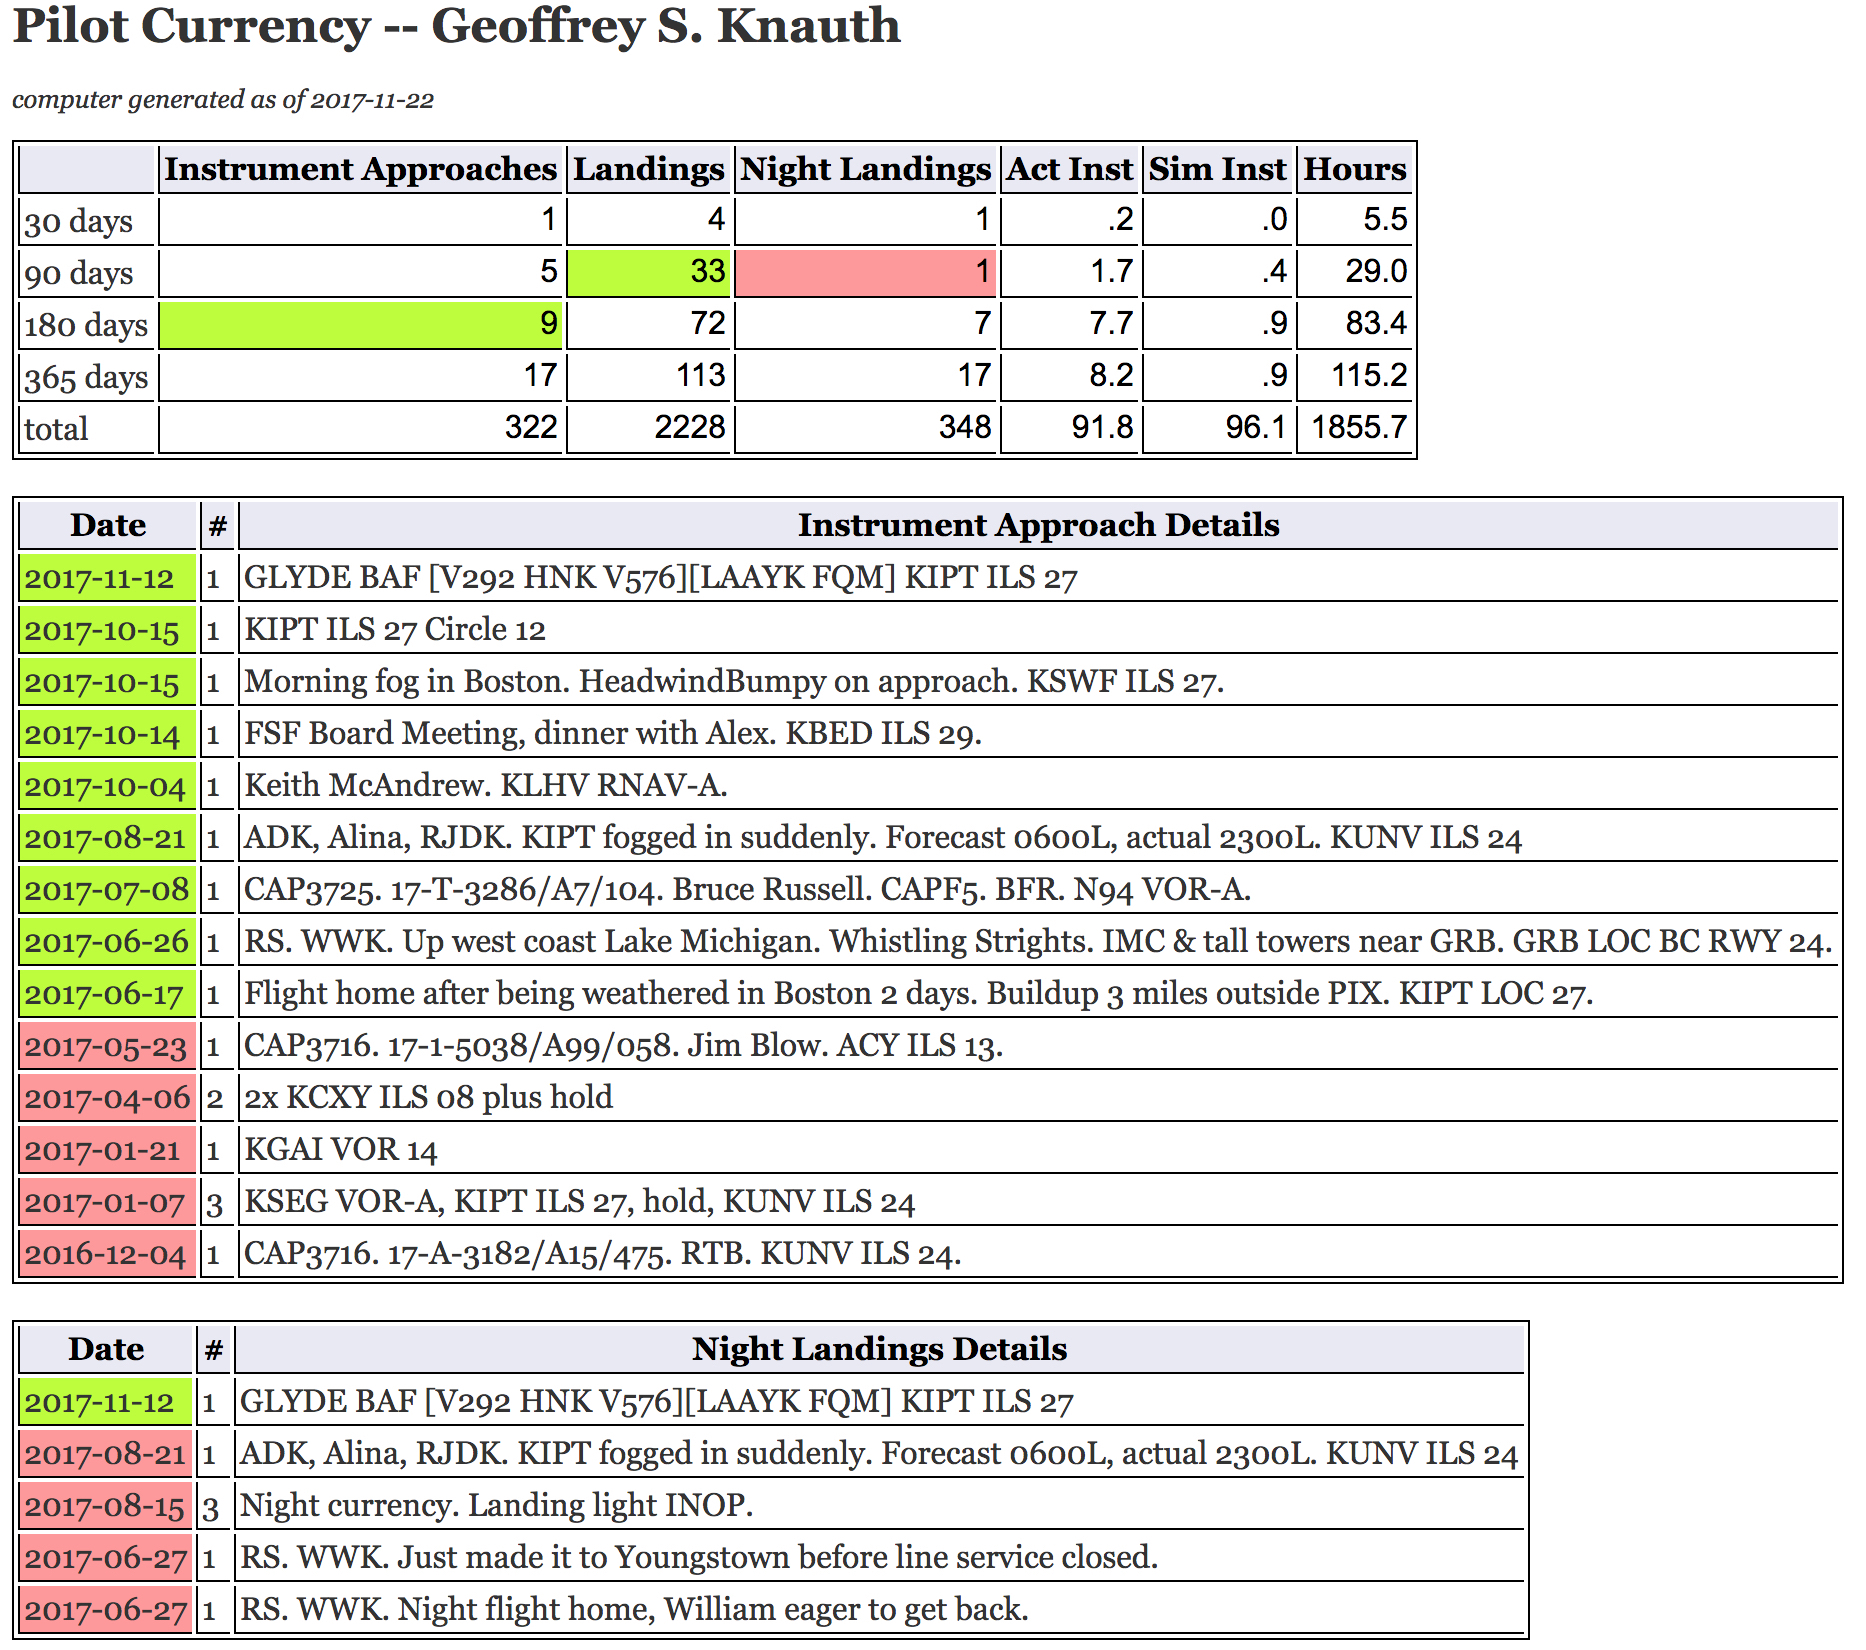 Pilot Currency -- Geoffrey S. Knauth
computer generated as of 2017-11-22
Instrument Approaches Landings Night Landings Act Inst Sim Inst Hours
30 days 1 4 1 .2 .0 5.5
90 days 5 33 1 1.7 .4 29.0
180 days 9 72 7 7.7 .9 83.4
365 days 17 113 17 8.2 .9 115.2
total 322 2228 348 91.8 96.1 1855.7
Date # Instrument Approach Details
2017-11-12 1 GLYDE BAF [V292 HNK V576][LAAYK FQM] KIPT ILS 27
2017-10-15 1 KIPT ILS 27 Circle 12
2017-10-15 1 Morning fog in Boston. HeadwindBumpy on approach. KSWF ILS 27.
2017-10-14 1 FSF Board Meeting, dinner with Alex. KBED ILS 29.
2017-10-04 1 Keith McAndrew. KLHV RNAV-A.
2017-08-21 1 ADK, Alina, RJDK. KIPT fogged in suddenly. Forecast 0600L, actual 2300L. KUNV ILS 24
2017-07-08 1 CAP3725. 17-T-3286/A7/104. Bruce Russell. CAPF5. BFR. N94 VOR-A.
2017-06-26 1 RS. WWK. Up west coast Lake Michigan. Whistling Strights. IMC & tall towers near GRB. GRB LOC BC RWY 24.
2017-06-17 1 Flight home after being weathered in Boston 2 days. Buildup 3 miles outside PIX. KIPT LOC 27.
2017-05-23 1 CAP3716. 17-1-5038/A99/058. Jim Blow. ACY ILS 13.
2017-04-06 2 2x KCXY ILS 08 plus hold
2017-01-21 1 KGAI VOR 14
2017-01-07 3 KSEG VOR-A, KIPT ILS 27, hold, KUNV ILS 24
2016-12-04 1 CAP3716. 17-A-3182/A15/475. RTB. KUNV ILS 24.
Date # Night Landings Details
2017-11-12 1 GLYDE BAF [V292 HNK V576][LAAYK FQM] KIPT ILS 27
2017-08-21 1 ADK, Alina, RJDK. KIPT fogged in suddenly. Forecast 0600L, actual 2300L. KUNV ILS 24
2017-08-15 3 Night currency. Landing light INOP.
2017-06-27 1 RS. WWK. Just made it to Youngstown before line service closed.
2017-06-27 1 RS. WWK. Night flight home, William eager to get back.